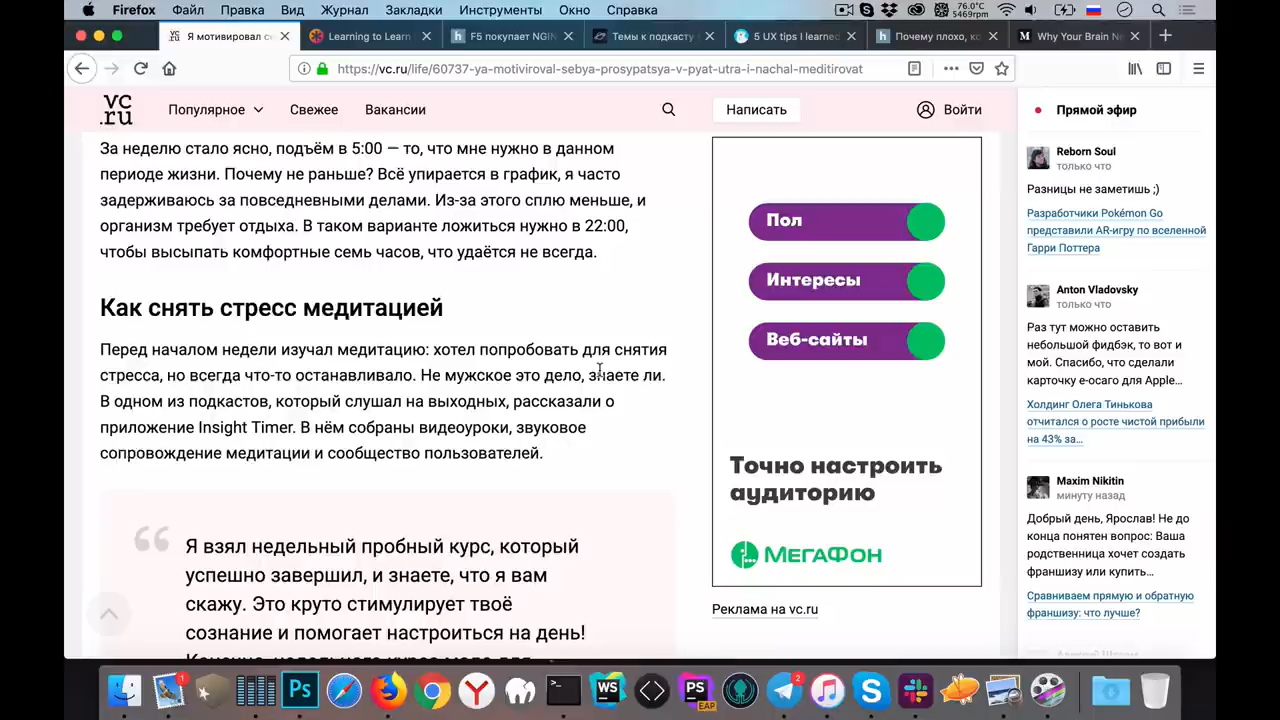 Firefox Файл Правка Вид Журнал Закладки Инструменты Окно Справка
76.0°C
5469rpm
Я мотивировал се
Learning to Learn
F5 покупает NGIN
Темы к подкасту
5 UX tips I learned
Почему плохо, ко
Why Your Brain Ne
https://vc.ru/life/60737-ya-motiviroval-sebya-prosypatsya-v-pyat-utra-i-nachal-meditirovat
vc
.ru
Популярное Свежее Вакансии
Написать
Войти
За неделю стало ясно, подъём в 5:00 — то, что мне нужно в данном
периоде жизни. Почему не раньше? Всё упирается в график, я часто
задерживаюсь за повседневными делами. Из-за этого сплю меньше, и
организм требует отдыха. В таком варианте ложиться нужно в 22:00,
чтобы высыпать комфортные семь часов, что удаётся не всегда.
Как снять стресс медитацией
Перед началом недели изучал медитацию: хотел попробовать для снятия
стресса, но всегда что-то останавливало. Не мужское это дело, знаете ли.
В одном из подкастов, который слушал на выходных, рассказали о
приложение Insight Timer. В нём собраны видеоуроки, звуковое
сопровождение медитации и сообщество пользователей.
Я взял недельный пробный курс, который
успешно завершил, и знаете, что я вам
скажу. Это круто стимулирует твоё
сознание и помогает настроиться на день!
Пол
Интересы
Веб-сайты
Точно настроить
аудиторию
МЕГАФОН
Реклама на vc.ru
Прямой эфир
Reborn Soul
только что
Разницы не заметишь ;)
Разработчики Pokémon Go
представили AR-игру по вселенной
Гарри Поттера
Anton Vladovsky
только что
Раз тут можно оставить
небольшой фидбэк, то вот и
мой. Спасибо, что сделали
карточку е-осаго для Apple...
Холдинг Олега Тинькова
отчитался о росте чистой прибыли
на 43% за...
Maxim Nikitin
минуту назад
Добрый день, Ярослав! Не до
конца понятен вопрос: Ваша
родственница хочет создать
франшизу или купить...
Сравниваем прямую и обратную
франшизу: что лучше?
1
Ps
WS
PS
EAP
2